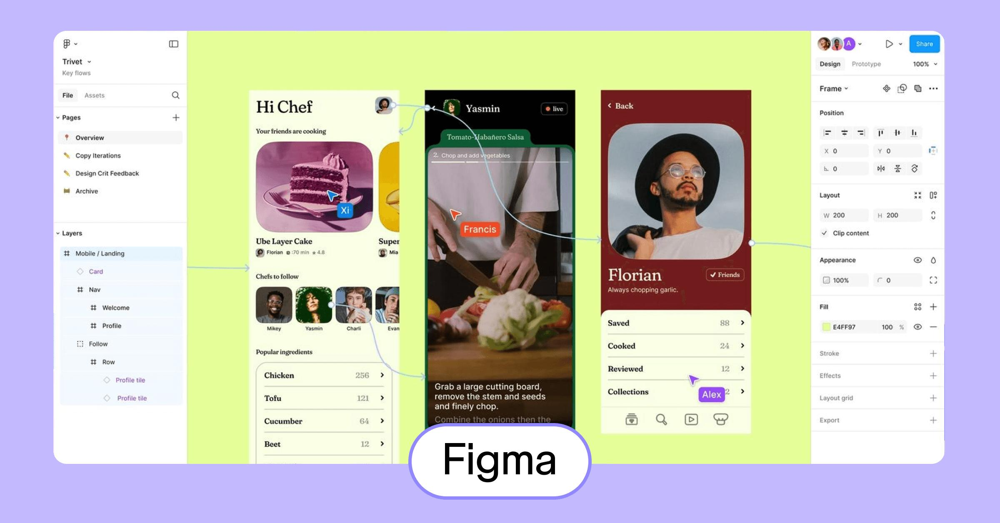 Trivet
Key flows
File Assets
Pages
Overview
Copy Iterations
Design Crit Feedback
Archive
Layers
Mobile / Landing
Card
Nav
Welcome
Profile
Follow
Row
Profile tile
Profile tile
Hi Chef
Your friends are cooking
Xi
Ube Layer Cake
Florian :70 min ★ 4.8
Super
Mia
Chefs to follow
Mikey Yasmin Charli Evan
Popular ingredients
Chicken 256
Tofu 121
Cucumber 64
Beet 12
Yasmin live
Tomato-Habañero Salsa
2. Chop and add vegetables
Francis
Grab a large cutting board,
remove the stem and seeds
and finely chop.
Combine the onions then the
Back
Florian
Friends
Always chopping garlic.
Saved 88
Cooked 24
Reviewed 12
Collections 2
Alex
A
Share
Design Prototype 100%
Frame
Position
X 0 Y 0
0
Layout
W 200 H 200
Clip content
Appearance
100% 0
Fill
E4FF97 100 %
Stroke
Effects
Layout grid
Export
Figma